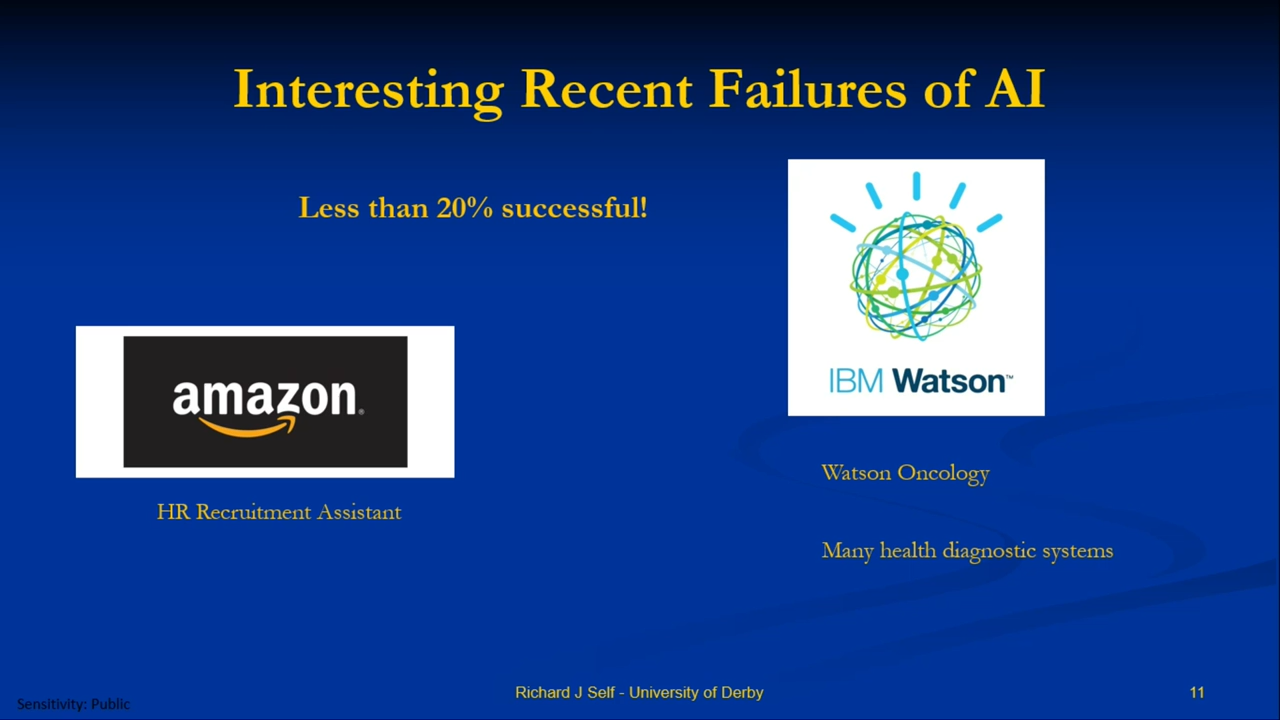 Interesting Recent Failures of AI
Less than 20% successful!
IBM Watson™
amazon®
HR Recruitment Assistant
Watson Oncology
Many health diagnostic systems
Sensitivity: Public
Richard J Self - University of Derby
11